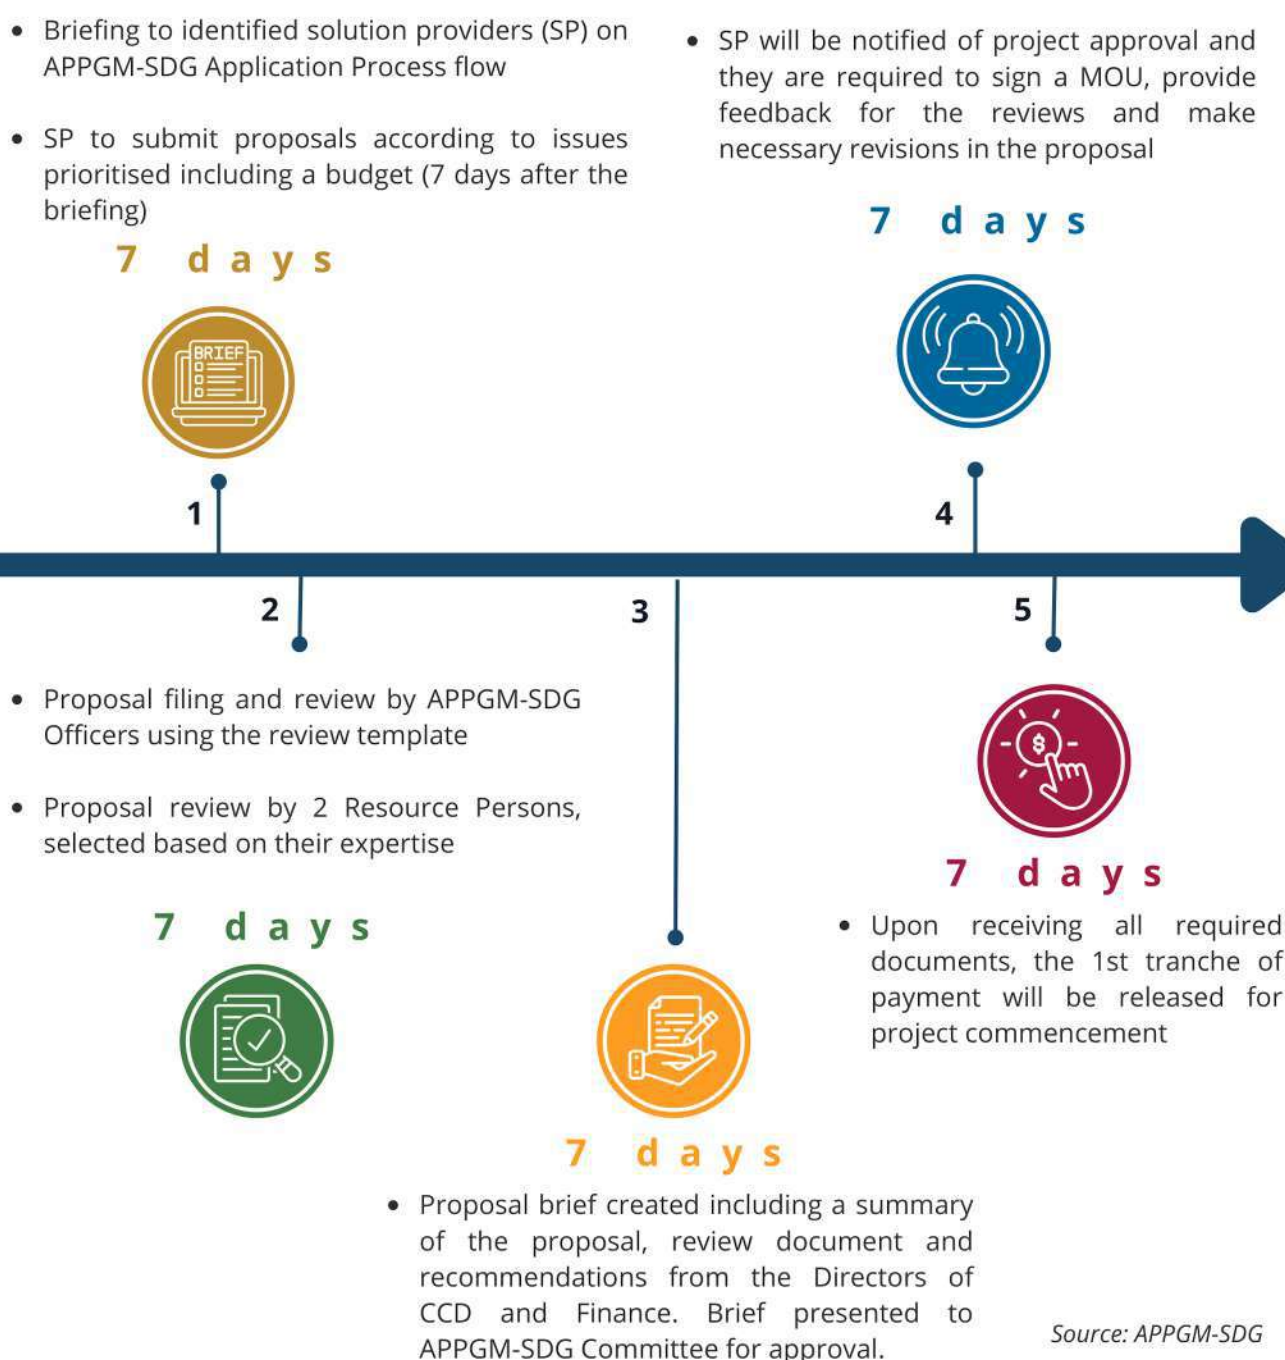 • Briefing to identified solution providers (SP) on
APPGM-SDG Application Process flow
• SP to submit proposals according to issues
prioritised including a budget (7 days after the
briefing)
7 days
BRIEF
1
2
• Proposal filing and review by APPGM-SDG
Officers using the review template
• Proposal review by 2 Resource Persons,
selected based on their expertise
7 days
3
7 days
• Proposal brief created including a summary
of the proposal, review document and
recommendations from the Directors of
CCD and Finance. Brief presented to
APPGM-SDG Committee for approval.
• SP will be notified of project approval and
they are required to sign a MOU, provide
feedback for the reviews and make
necessary revisions in the proposal
7 days
4
5
$
7 days
• Upon receiving all required
documents, the 1st tranche of
payment will be released for
project commencement
Source: APPGM-SDG